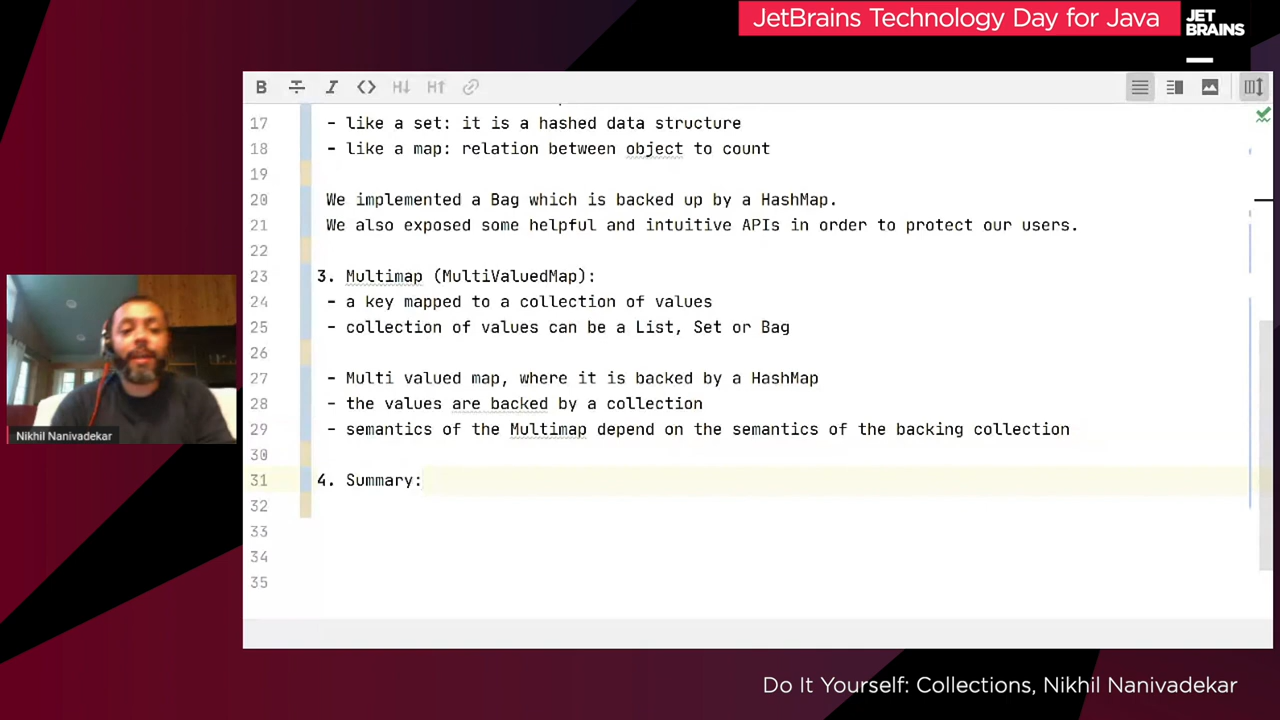 JetBrains Technology Day for Java
JET
BRAINS
B I <> H↓ H↑
17 - like a set: it is a hashed data structure
18 - like a map: relation between object to count
19
20 We implemented a Bag which is backed up by a HashMap.
21 We also exposed some helpful and intuitive APIs in order to protect our users.
22
23 3. Multimap (MultiValuedMap):
24 - a key mapped to a collection of values
25 - collection of values can be a List, Set or Bag
26
27 - Multi valued map, where it is backed by a HashMap
28 - the values are backed by a collection
29 - semantics of the Multimap depend on the semantics of the backing collection
30
31 4. Summary:
32
33
34
35
Nikhil Nanivadekar
Do It Yourself: Collections, Nikhil Nanivadekar